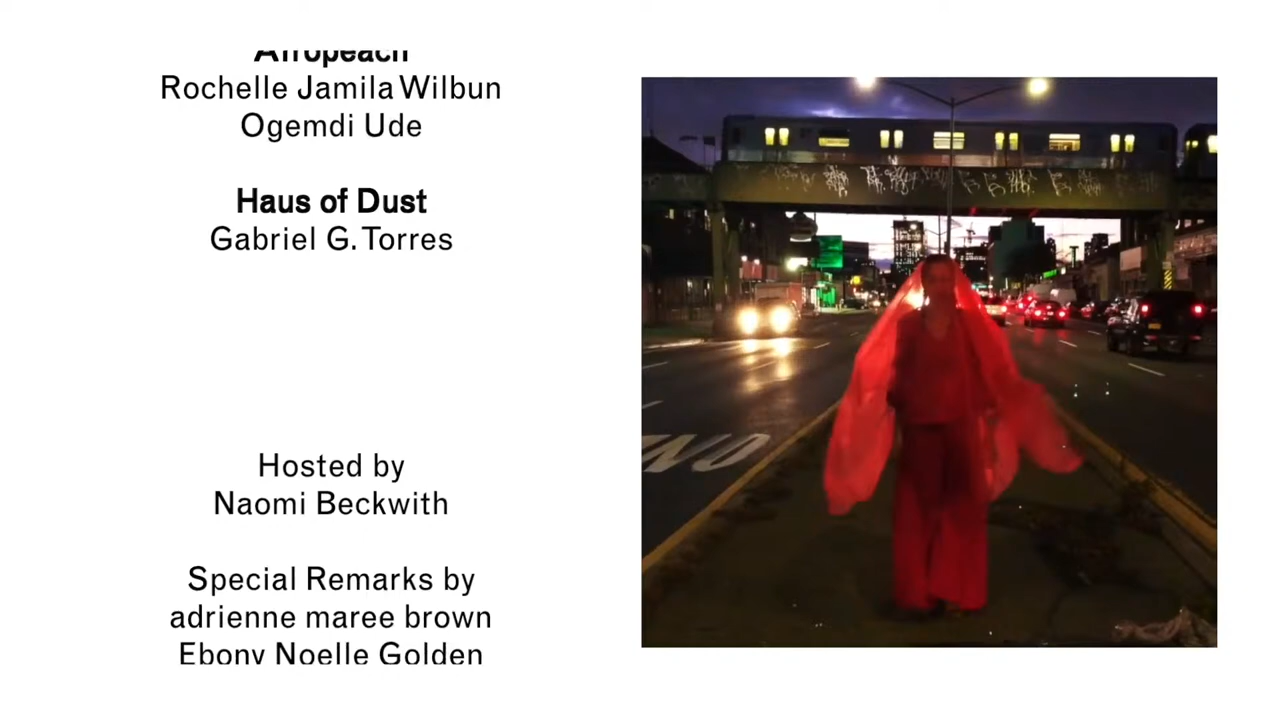 Afropeach
Rochelle Jamila Wilbun
Ogemdi Ude
Haus of Dust
Gabriel G. Torres
Hosted by
Naomi Beckwith
Special Remarks by
adrienne maree brown
Ebony Noelle Golden